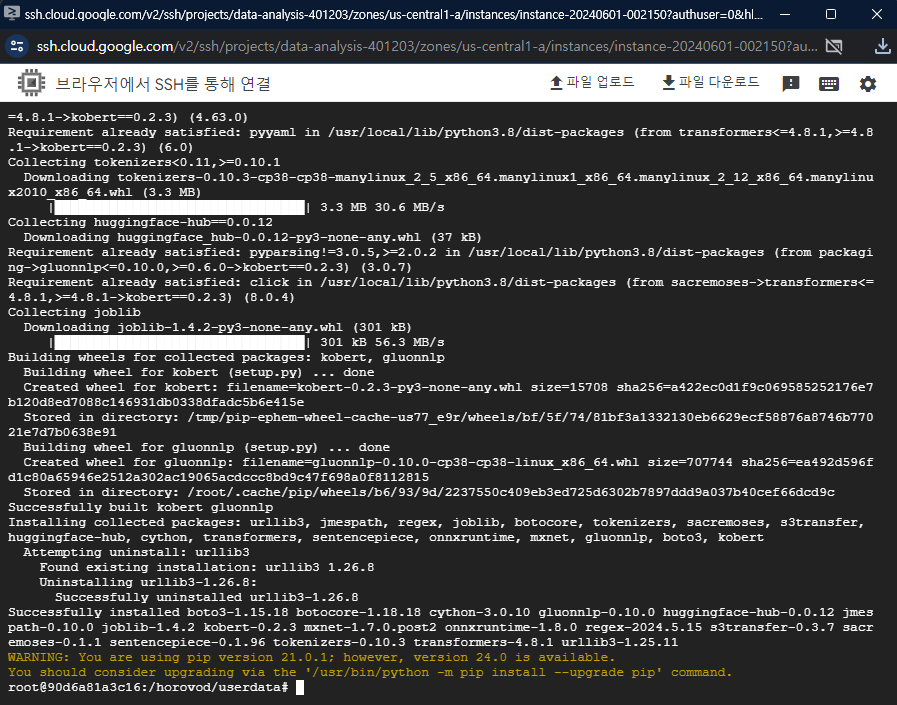 ssh.cloud.google.com/v2/ssh/projects/data-analysis-401203/zones/us-central1-a/instances/instance-20240601-002150?authuser=0&hl...
ssh.cloud.google.com/v2/ssh/projects/data-analysis-401203/zones/us-central1-a/instances/instance-20240601-002150?au...
브라우저에서 SSH를 통해 연결 파일 업로드 파일 다운로드
=4.8.1->kobert==0.2.3) (4.63.0)
Requirement already satisfied: pyyaml in /usr/local/lib/python3.8/dist-packages (from transformers<=4.8.1,>=4.8
.1->kobert==0.2.3) (6.0)
Collecting tokenizers<0.11,>=0.10.1
Downloading tokenizers-0.10.3-cp38-cp38-manylinux_2_5_x86_64.manylinux1_x86_64.manylinux_2_12_x86_64.manylinu
x2010_x86_64.whl (3.3 MB)
|████████████████████████████████| 3.3 MB 30.6 MB/s
Collecting huggingface-hub==0.0.12
Downloading huggingface_hub-0.0.12-py3-none-any.whl (37 kB)
Requirement already satisfied: pyparsing!=3.0.5,>=2.0.2 in /usr/local/lib/python3.8/dist-packages (from packagi
ng->gluonnlp<=0.10.0,>=0.6.0->kobert==0.2.3) (3.0.7)
Requirement already satisfied: click in /usr/local/lib/python3.8/dist-packages (from sacremoses->transformers<=
4.8.1,>=4.8.1->kobert==0.2.3) (8.0.4)
Collecting joblib
Downloading joblib-1.4.2-py3-none-any.whl (301 kB)
|████████████████████████████████| 301 kB 56.3 MB/s
Building wheels for collected packages: kobert, gluonnlp
Building wheel for kobert (setup.py) ... done
Created wheel for kobert: filename=kobert-0.2.3-py3-none-any.whl size=15708 sha256=a422ec0d1f9c069585252176e7
b120d8ed7088c146931db0338dfadc5b6e415e
Stored in directory: /tmp/pip-ephem-wheel-cache-us77_e9r/wheels/bf/5f/74/81bf3a1332130eb6629ecf58876a8746b770
21e7d7b0638e91
Building wheel for gluonnlp (setup.py) ... done
Created wheel for gluonnlp: filename=gluonnlp-0.10.0-cp38-cp38-linux_x86_64.whl size=707744 sha256=ea492d596f
d1c80a65946e2512a302ac19065acdccc8bd9c47f698a0f8112815
Stored in directory: /root/.cache/pip/wheels/b6/93/9d/2237550c409eb3ed725d6302b7897ddd9a037b40cef66dcd9c
Successfully built kobert gluonnlp
Installing collected packages: urllib3, jmespath, regex, joblib, botocore, tokenizers, sacremoses, s3transfer,
huggingface-hub, cython, transformers, sentencepiece, onnxruntime, mxnet, gluonnlp, boto3, kobert
Attempting uninstall: urllib3
Found existing installation: urllib3 1.26.8
Uninstalling urllib3-1.26.8:
Successfully uninstalled urllib3-1.26.8
Successfully installed boto3-1.15.18 botocore-1.18.18 cython-3.0.10 gluonnlp-0.10.0 huggingface-hub-0.0.12 jmes
path-0.10.0 joblib-1.4.2 kobert-0.2.3 mxnet-1.7.0.post2 onnxruntime-1.8.0 regex-2024.5.15 s3transfer-0.3.7 sacr
emoses-0.1.1 sentencepiece-0.1.96 tokenizers-0.10.3 transformers-4.8.1 urllib3-1.25.11
WARNING: You are using pip version 21.0.1; however, version 24.0 is available.
You should consider upgrading via the '/usr/bin/python -m pip install --upgrade pip' command.
root@90d6a81a3c16:/horovod/userdata#